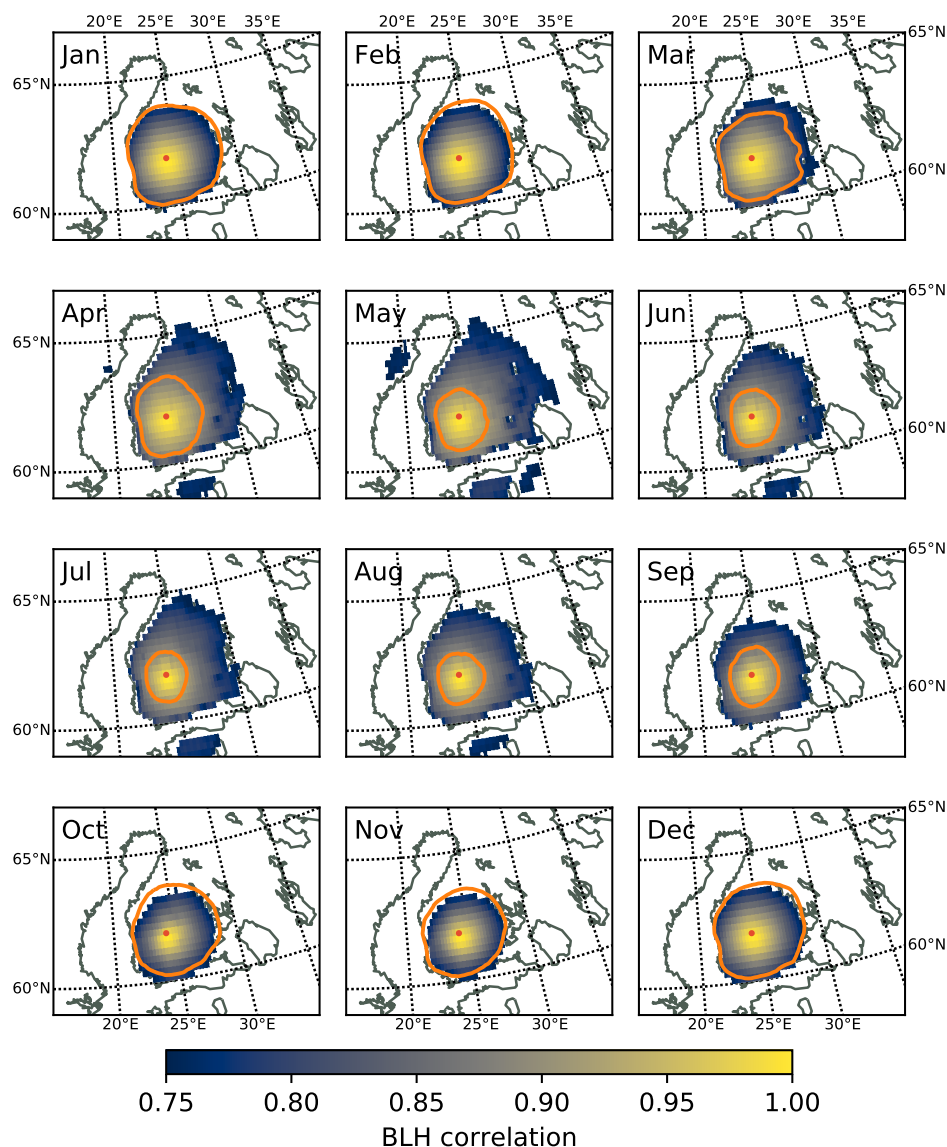 20°E 25°E 30°E 35°E 20°E 25°E 30°E 35°E 20°E 25°E 30°E 35°E
65°N
Jan Feb Mar
65°N
60°N
60°N
65°N
Apr May Jun
65°N
60°N
60°N
65°N
Jul Aug Sep
65°N
60°N
60°N
65°N
Oct Nov Dec
65°N
60°N
60°N
20°E 25°E 30°E 20°E 25°E 30°E 20°E 25°E 30°E
0.75 0.80 0.85 0.90 0.95 1.00
BLH correlation